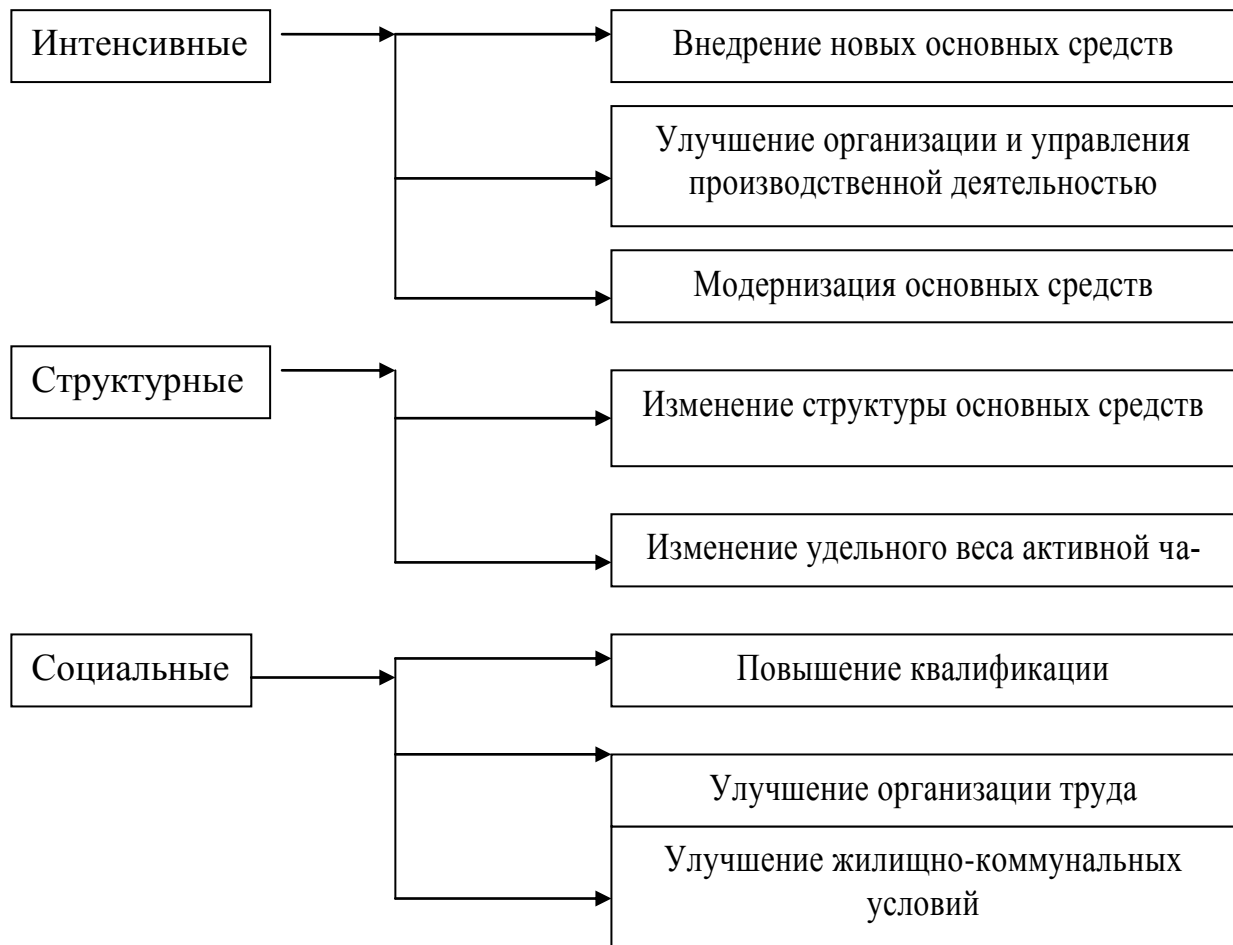 Интенсивные
Внедрение новых основных средств
Улучшение организации и управления
производственной деятельностью
Модернизация основных средств
Структурные
Изменение структуры основных средств
Изменение удельного веса активной ча-
Социальные
Повышение квалификации
Улучшение организации труда
Улучшение жилищно-коммунальных
условий